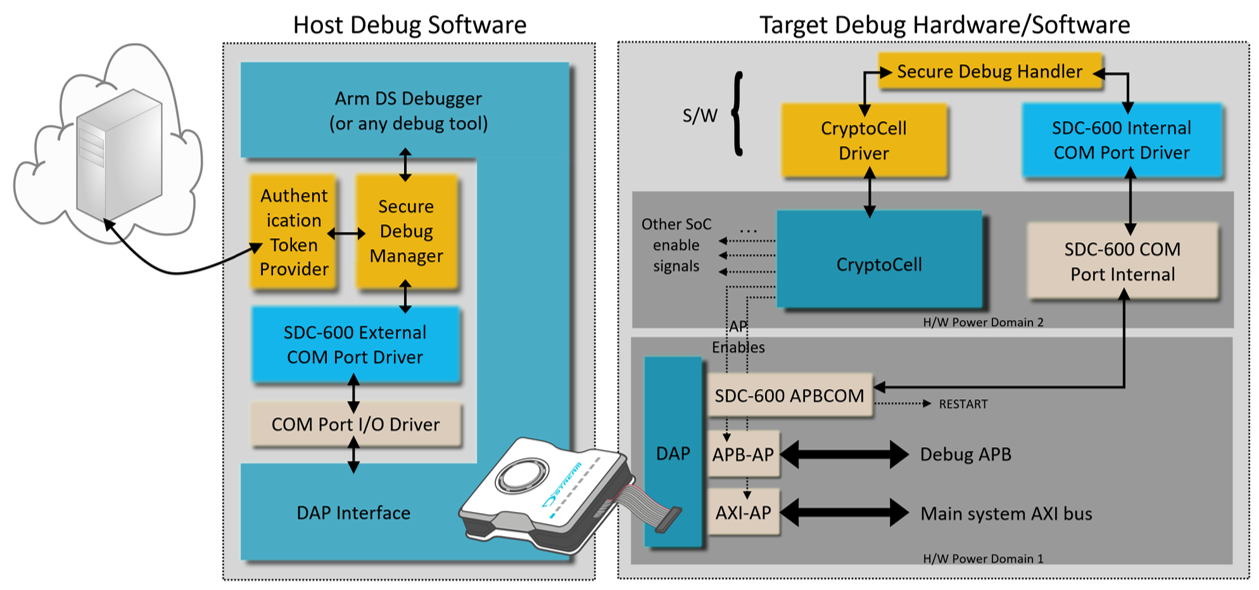 Host Debug Software
Target Debug Hardware/Software
Arm DS Debugger
(or any debug tool)
Authent
ication
Token
Provider
Secure
Debug
Manager
SDC-600 External
COM Port Driver
COM Port I/O Driver
DAP Interface
DSTREAM
S/W
Secure Debug Handler
CryptoCell
Driver
SDC-600 Internal
COM Port Driver
Other SoC
enable
signals
...
CryptoCell
SDC-600 COM
Port Internal
H/W Power Domain 2
AP
Enables
SDC-600 APBCOM
RESTART
DAP
APB-AP
Debug APB
AXI-AP
Main system AXI bus
H/W Power Domain 1